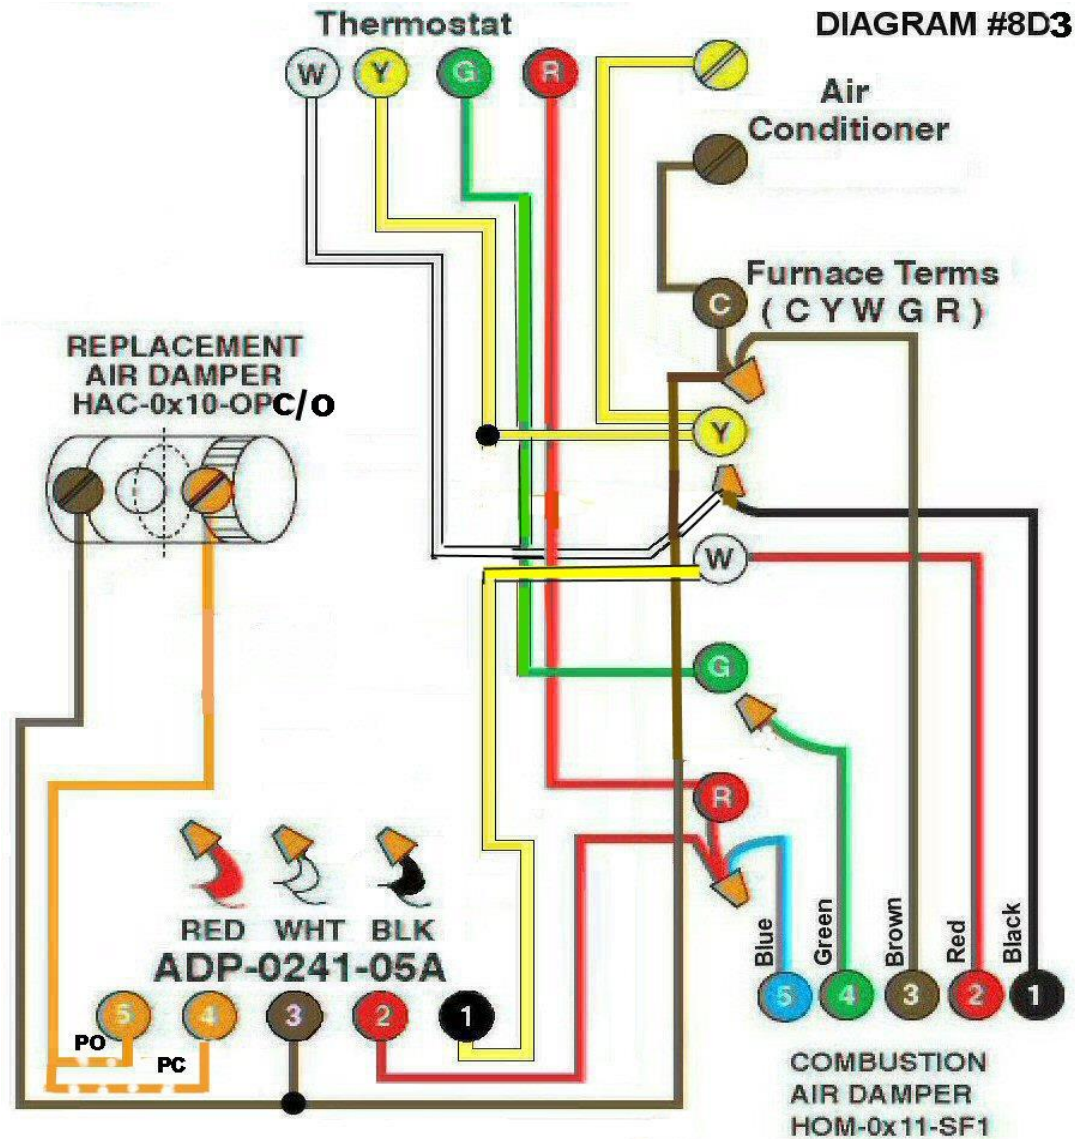 Thermostat
DIAGRAM #8D3
W Y G R
Air
Conditioner
C
Furnace Terms
( C Y W G R )
REPLACEMENT
AIR DAMPER
HAC-0x10-OPC/O
Y
W
G
R
RED WHT BLK
ADP-0241-05A
5 4 3 2 1
PO
PC
Blue
Green
Brown
Red
Black
5 4 3 2 1
COMBUSTION
AIR DAMPER
HOM-0x11-SF1